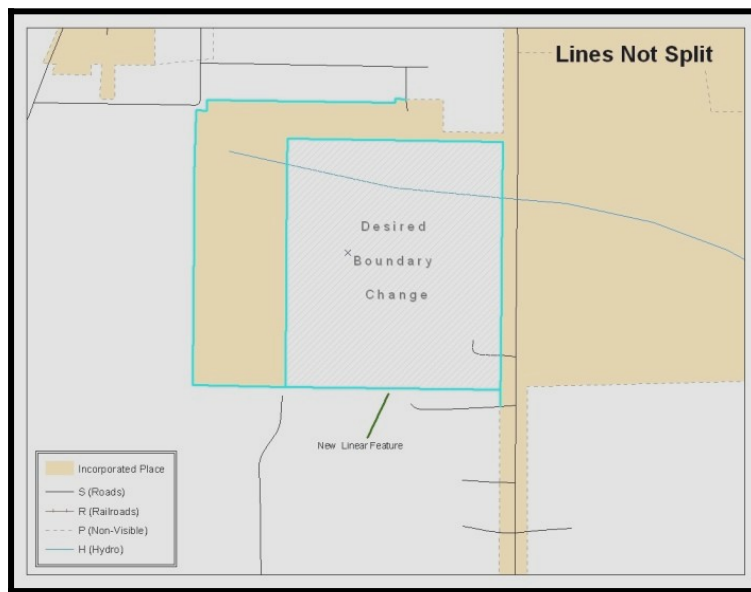 Lines Not Split
Desired
Boundary
Change
New Linear Feature
Incorporated Place
S (Roads)
R (Railroads)
P (Non-Visible)
H (Hydro)